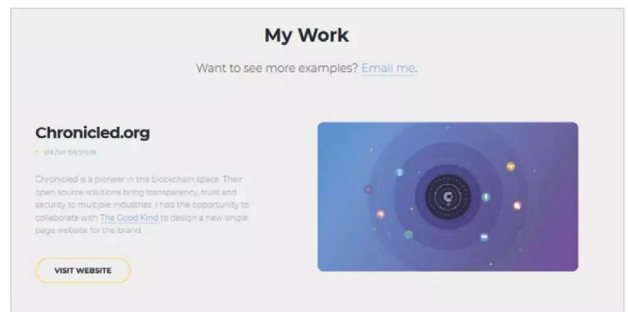 My Work
Want to see more examples? Email me.
Chronicled.org
UX/UI DESIGN
Chronicled is a pioneer in the blockchain space. Their
open source solutions bring transparency, trust and
security to multiple industries. I had the opportunity to
collaborate with The Good Kind to design a new single
page website for the brand.
VISIT WEBSITE